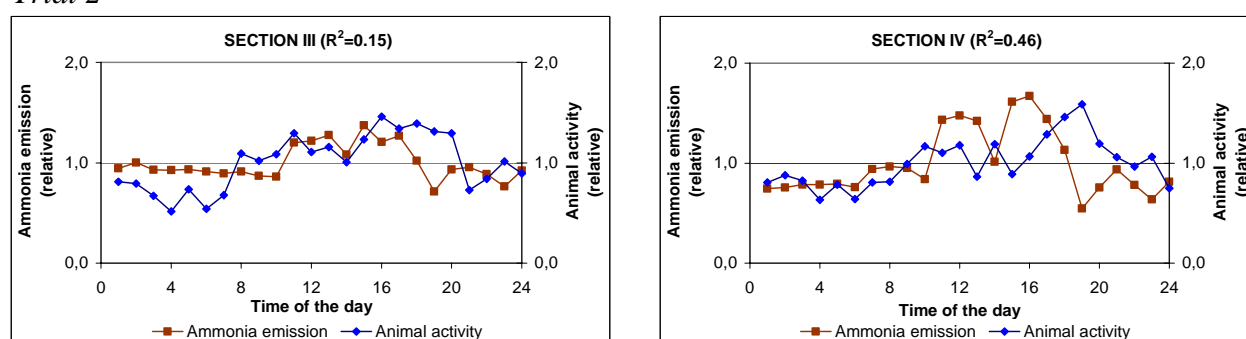 Trial 2
SECTION III (R²=0.15)
2,0
1,0
0,0
2,0
1,0
0,0
Ammonia emission
(relative)
Animal activity
(relative)
0 4 8 12 16 20 24
Time of the day
Ammonia emission Animal activity
SECTION IV (R²=0.46)
2,0
1,0
0,0
2,0
1,0
0,0
Ammonia emission
(relative)
Animal activity
(relative)
0 4 8 12 16 20 24
Time of the day
Ammonia emission Animal activity